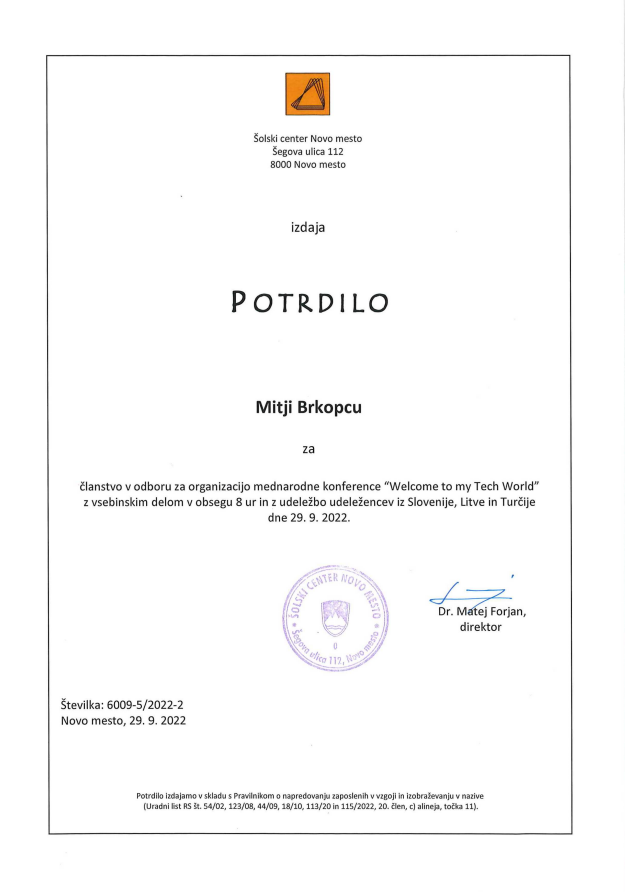 Šolski center Novo mesto
Šegova ulica 112
8000 Novo mesto
izdaja
POTRDILO
Mitji Brkopcu
za
članstvo v odboru za organizacijo mednarodne konference “Welcome to my Tech World”
z vsebinskim delom v obsegu 8 ur in z udeležbo udeležencev iz Slovenije, Litve in Turčije
dne 29. 9. 2022.
ŠOLSKI CENTER NOVO MESTO
Šegova ulica 112, Novo mesto
Dr. Matej Forjan,
direktor
Številka: 6009-5/2022-2
Novo mesto, 29. 9. 2022
Potrdilo izdajamo v skladu s Pravilnikom o napredovanju zaposlenih v vzgoji in izobraževanju v nazive
(Uradni list RS št. 54/02, 123/08, 44/09, 18/10, 113/20 in 115/2022, 20. člen, c) alineja, točka 11).